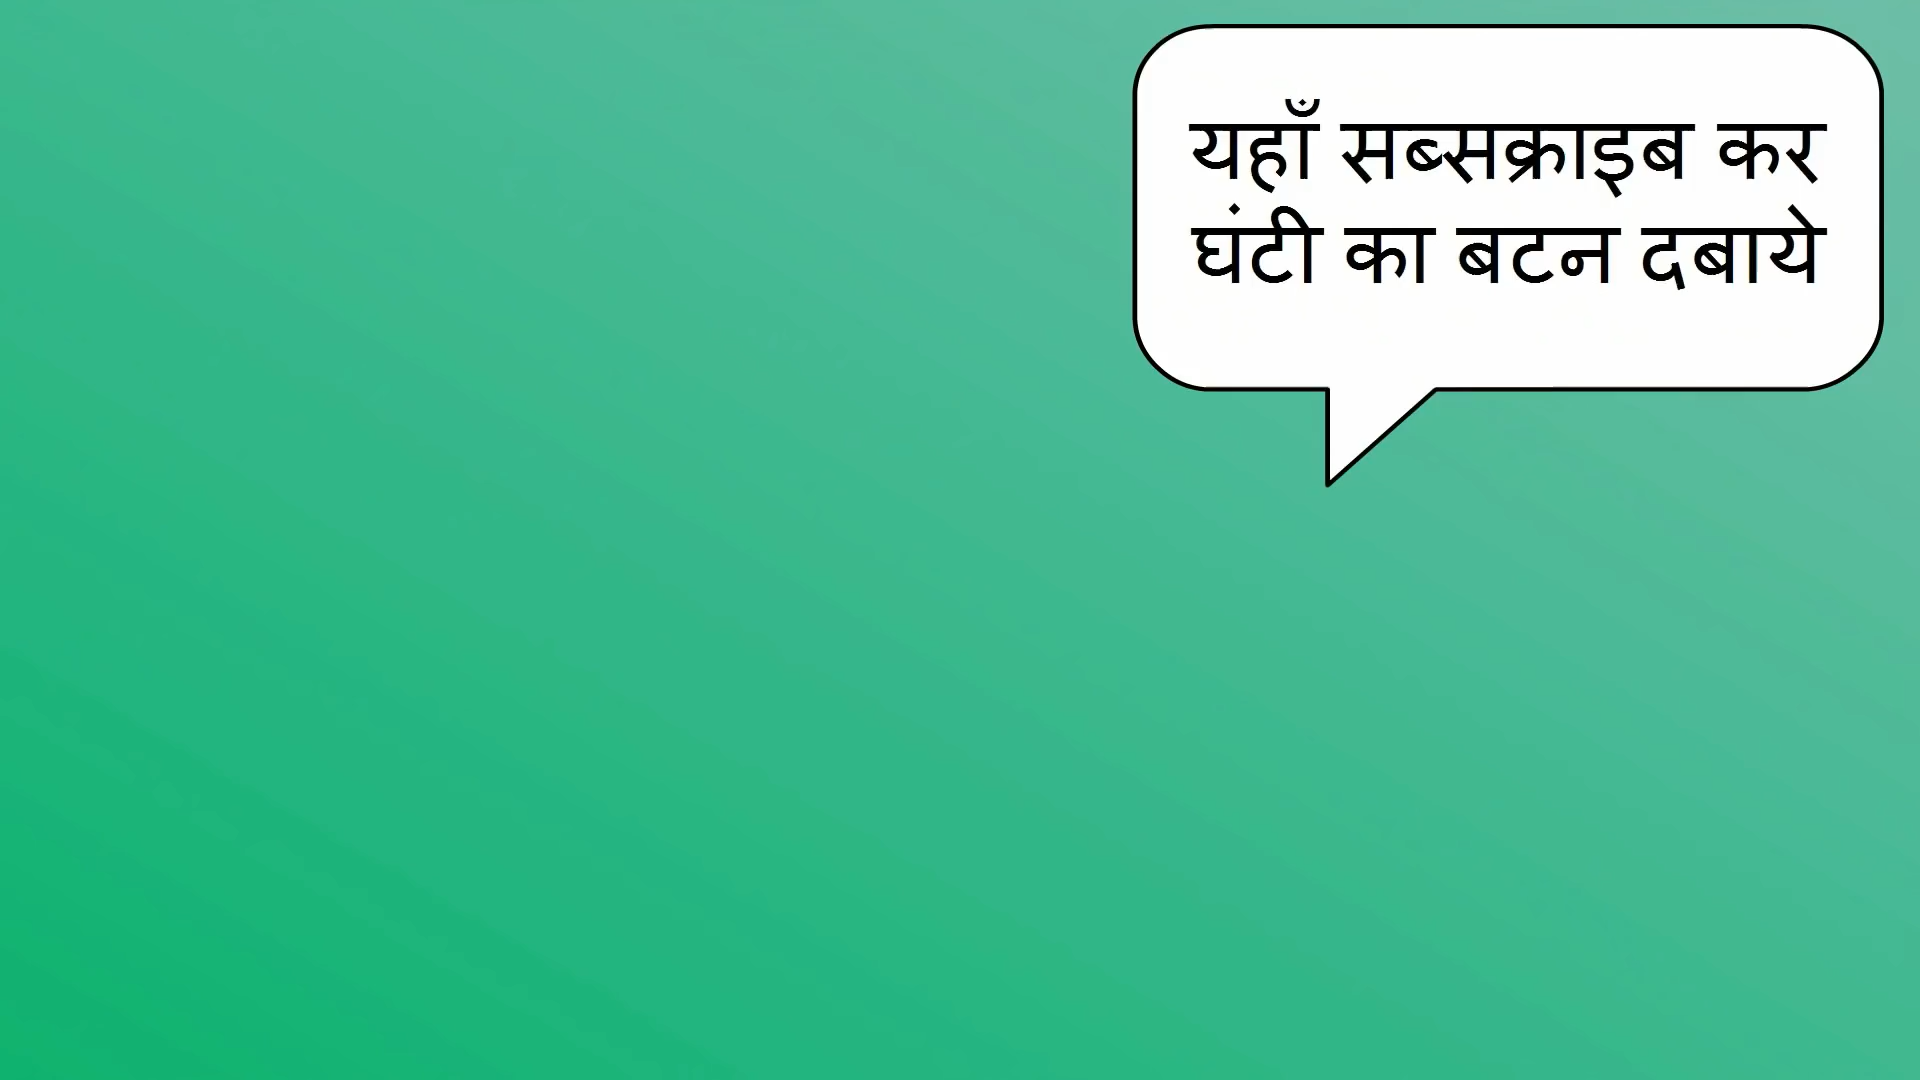 यहाँ सब्सक्राइब कर
घंटी का बटन दबाये